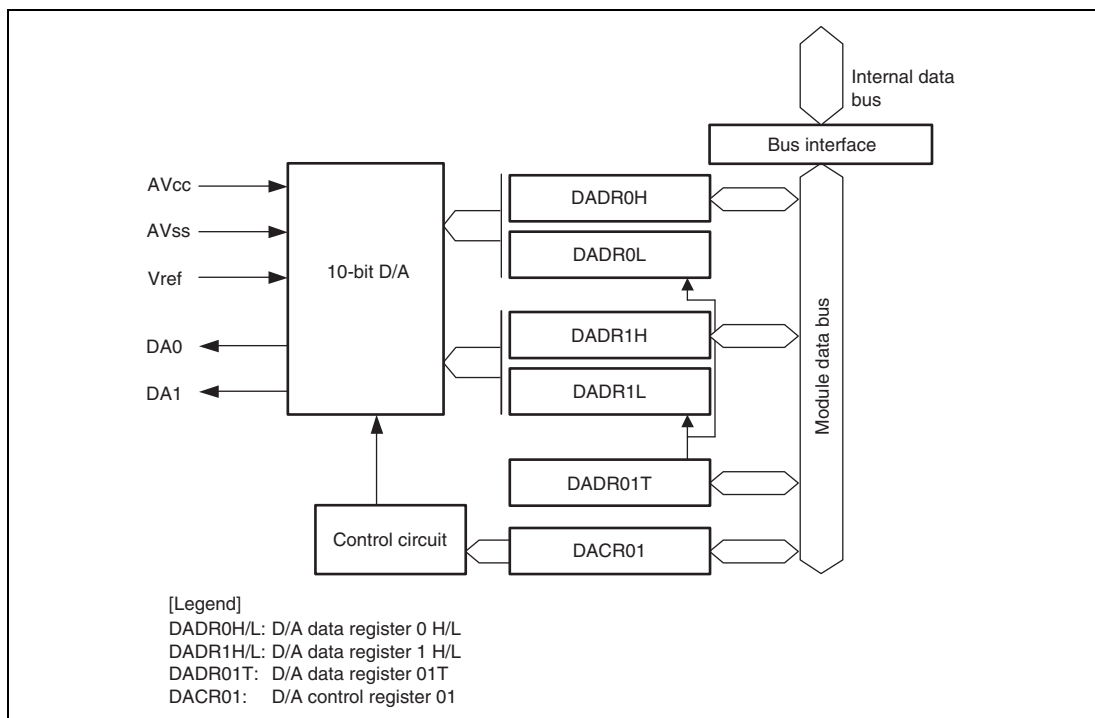 Internal data
bus
Bus interface
AVcc
AVss
Vref
DA0
DA1
10-bit D/A
DADR0H
DADR0L
DADR1H
DADR1L
DADR01T
DACR01
Control circuit
Module data bus
[Legend]
DADR0H/L: D/A data register 0 H/L
DADR1H/L: D/A data register 1 H/L
DADR01T: D/A data register 01T
DACR01: D/A control register 01